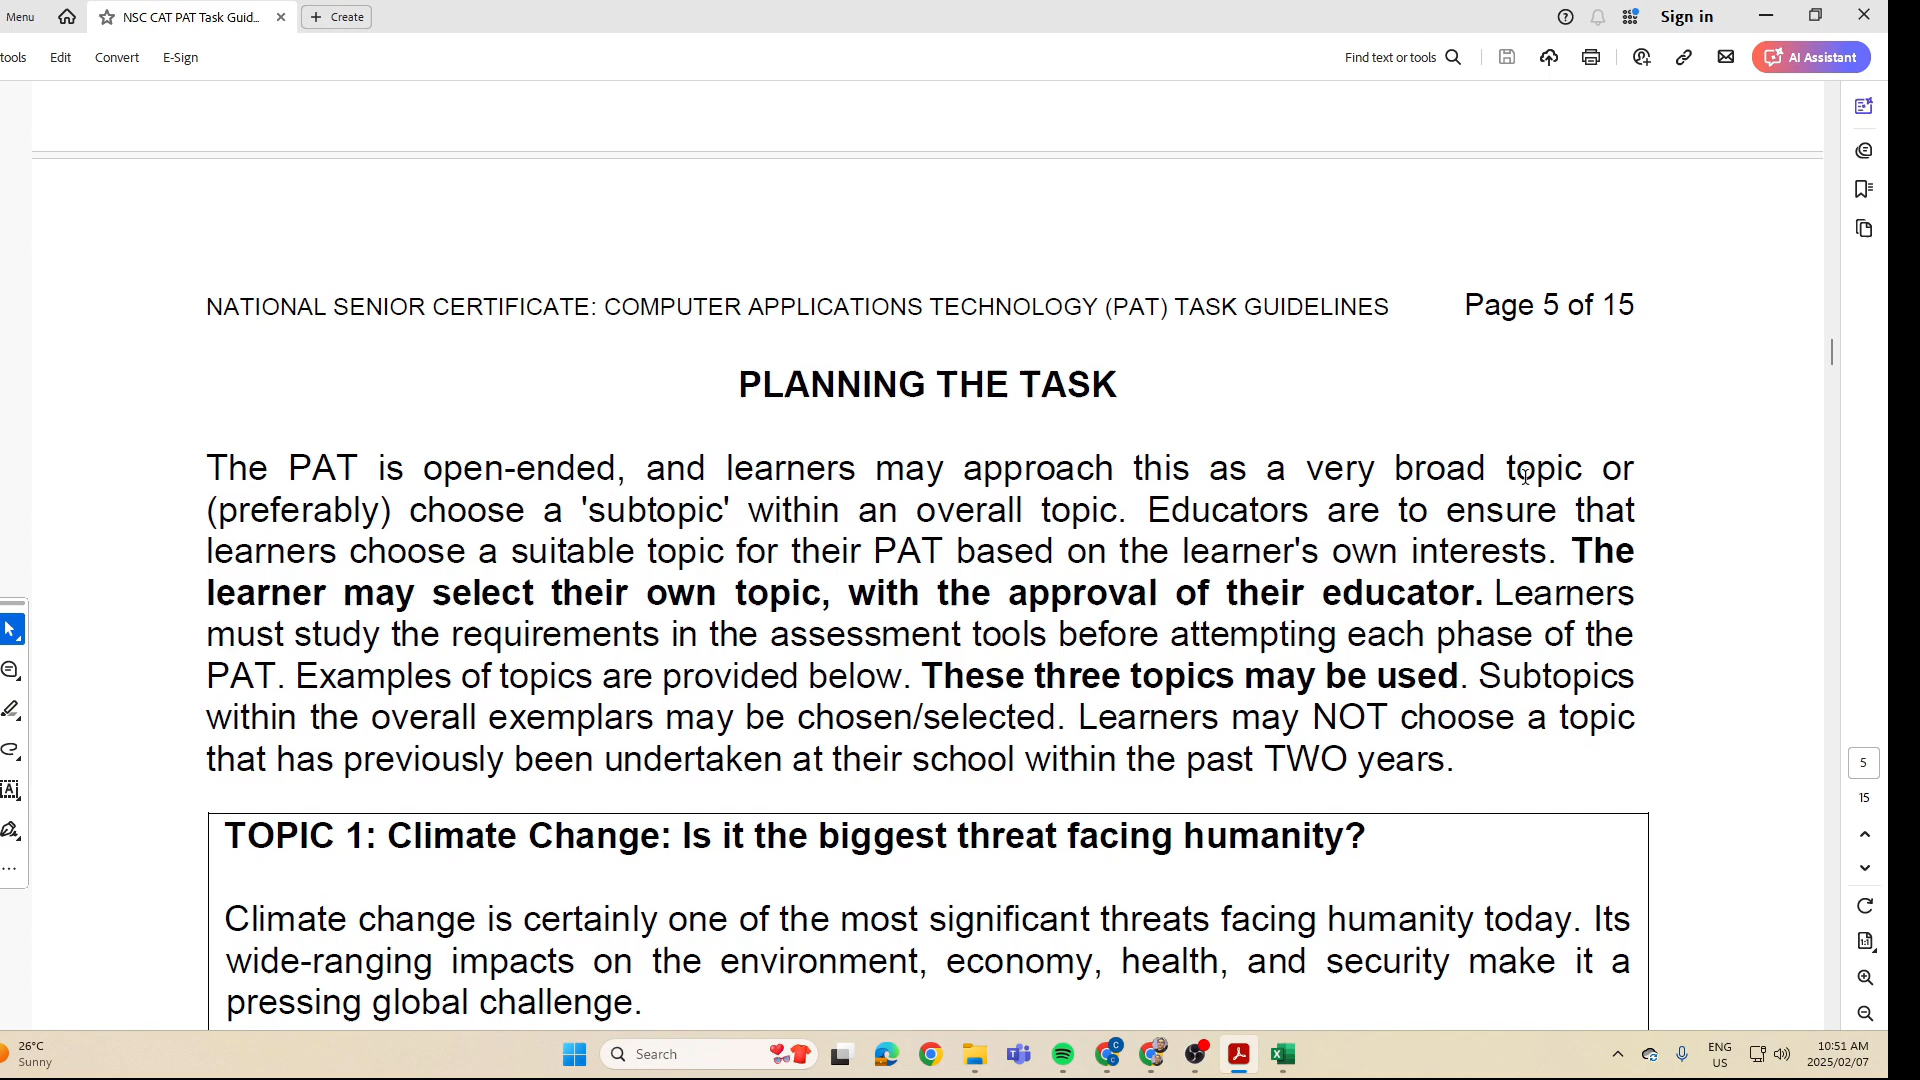 Menu
NSC CAT PAT Task Guid...
Create
Sign in
tools
Edit
Convert
E-Sign
Find text or tools
AI Assistant
NATIONAL SENIOR CERTIFICATE: COMPUTER APPLICATIONS TECHNOLOGY (PAT) TASK GUIDELINES Page 5 of 15
PLANNING THE TASK
The PAT is open-ended, and learners may approach this as a very broad topic or
(preferably) choose a 'subtopic' within an overall topic. Educators are to ensure that
learners choose a suitable topic for their PAT based on the learner's own interests. The
learner may select their own topic, with the approval of their educator. Learners
must study the requirements in the assessment tools before attempting each phase of the
PAT. Examples of topics are provided below. These three topics may be used. Subtopics
within the overall exemplars may be chosen/selected. Learners may NOT choose a topic
that has previously been undertaken at their school within the past TWO years.
TOPIC 1: Climate Change: Is it the biggest threat facing humanity?
Climate change is certainly one of the most significant threats facing humanity today. Its
wide-ranging impacts on the environment, economy, health, and security make it a
pressing global challenge.
5
15
26°C
Sunny
Search
ENG
US
10:51 AM
2025/02/07